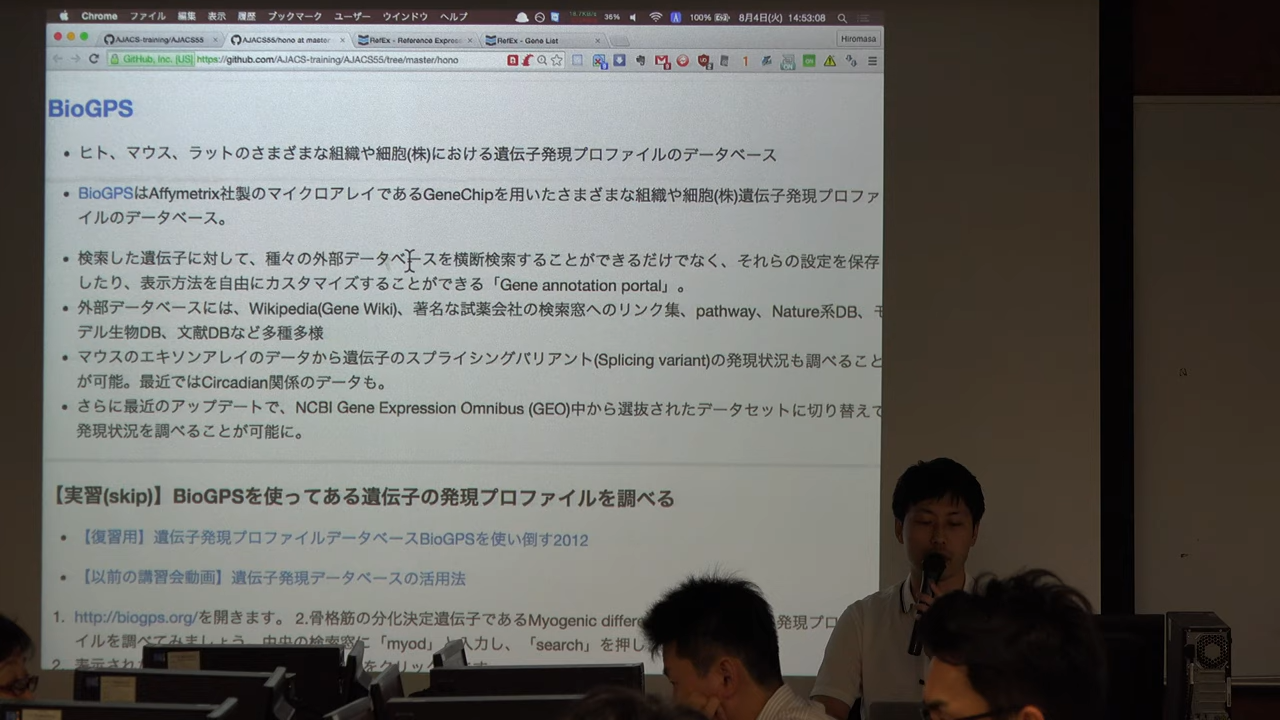 Chrome ファイル 編集 表示 履歴 ブックマーク ユーザー ウインドウ ヘルプ 36% 100% 8月4日(火) 14:53:08
AJACS-training/AJACS55 AJACS55/hono at master RefEx - Reference Express RefEx - Gene List Hiromasa
GitHub, Inc. [US] https://github.com/AJACS-training/AJACS55/tree/master/hono
BioGPS
• ヒト、マウス、ラットのさまざまな組織や細胞(株)における遺伝子発現プロファイルのデータベース
• BioGPSはAffymetrix社製のマイクロアレイであるGeneChipを用いたさまざまな組織や細胞(株)遺伝子発現プロファ
イルのデータベース。
• 検索した遺伝子に対して、種々の外部データベースを横断検索することができるだけでなく、それらの設定を保存
したり、表示方法を自由にカスタマイズすることができる「Gene annotation portal」。
• 外部データベースには、Wikipedia(Gene Wiki)、著名な試薬会社の検索窓へのリンク集、pathway、Nature系DB、モ
デル生物DB、文献DBなど多種多様
• マウスのエキソンアレイのデータから遺伝子のスプライシングバリアント(Splicing variant)の発現状況も調べること
が可能。最近ではCircadian関係のデータも。
• さらに最近のアップデートで、NCBI Gene Expression Omnibus (GEO)中から選抜されたデータセットに切り替えて
発現状況を調べることが可能に。
【実習(skip)】BioGPSを使ってある遺伝子の発現プロファイルを調べる
• 【復習用】遺伝子発現プロファイルデータベースBioGPSを使い倒す2012
• 【以前の講習会動画】遺伝子発現データベースの活用法
1. http://biogps.org/を開きます。 2.骨格筋の分化決定遺伝子であるMyogenic differe 発現プロ
イルを調べてみましょう。中央の検索窓に「myod」と入力し、「search」を押し
2. 表示され をクリック